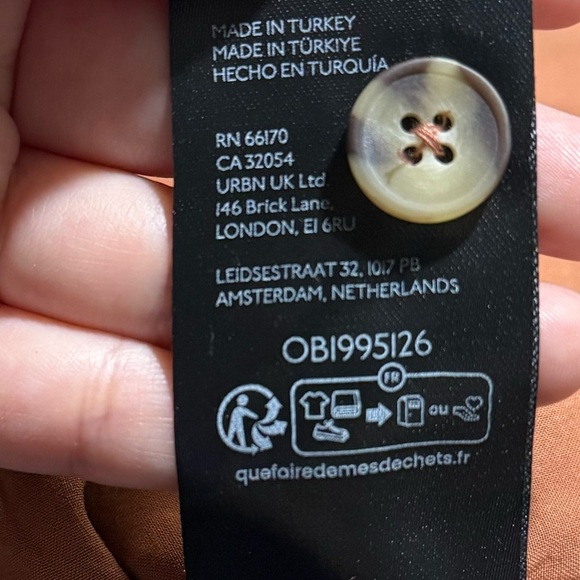 MADE IN TURKEY
MADE IN TÜRKIYE
HECHO EN TURQUÍA
RN 66170
CA 32054
URBN UK Ltd.
146 Brick Lane,
LONDON, E1 6RU
LEIDSESTRAAT 32, 1017 PB
AMSTERDAM, NETHERLANDS
OB1995126
FR
ou
quefairedemesdechets.fr